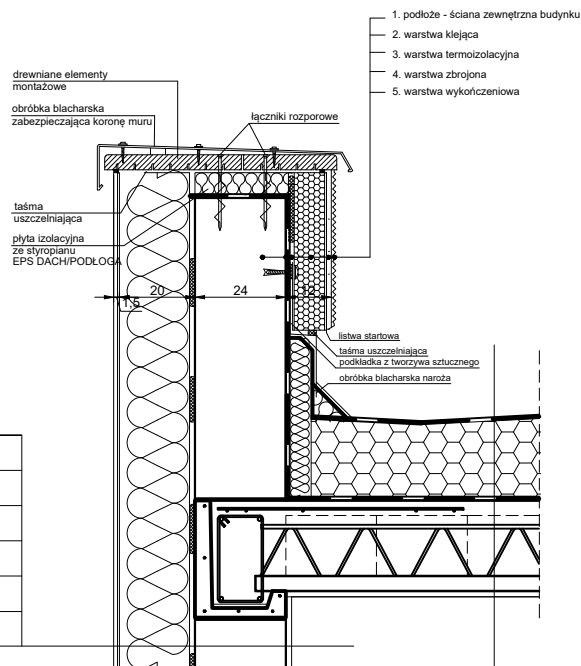 1. podłoże - ściana zewnętrzna budynku
2. warstwa klejąca
3. warstwa termoizolacyjna
4. warstwa zbrojona
5. warstwa wykończeniowa
drewniane elementy
montażowe
obróbka blacharska
zabezpieczająca koronę muru
łączniki rozporowe
taśma
uszczelniająca
płyta izolacyjna
ze styropianu
EPS DACH/PODŁOGA
20
24
12
1,5
listwa startowa
taśma uszczelniająca
podkładka z tworzywa sztucznego
obróbka blacharska naroża